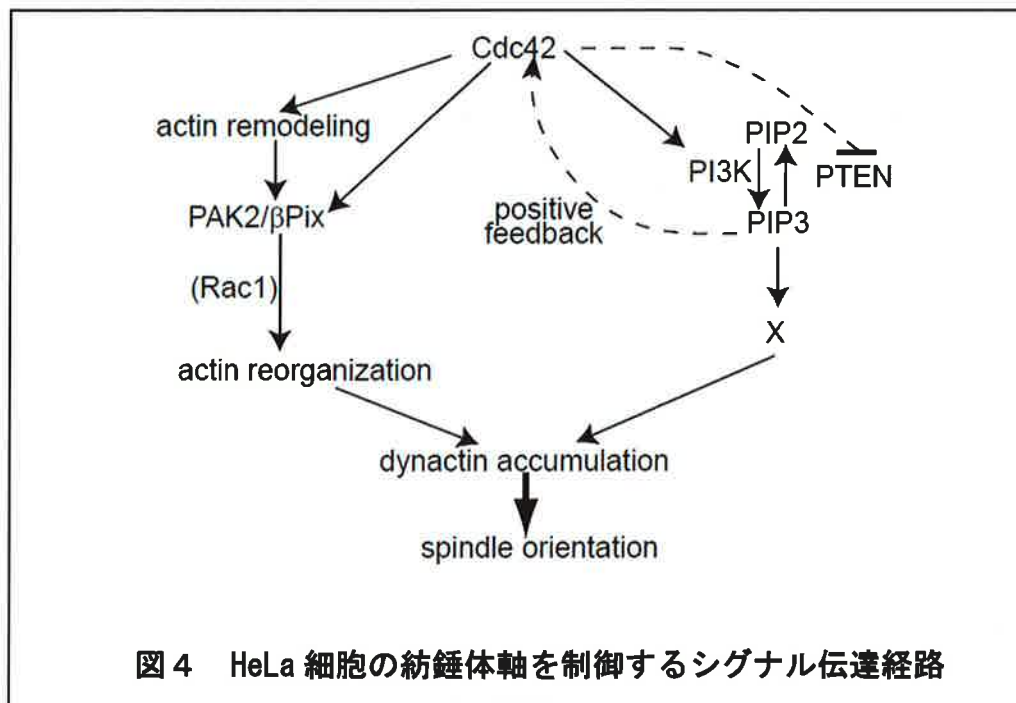 Cdc42
actin remodeling
PIP2
PI3K
PTEN
PAK2/βPix
positive
feedback
PIP3
(Rac1)
X
actin reorganization
dynactin accumulation
spindle orientation
図４ HeLa 細胞の紡錘体軸を制御するシグナル伝達経路